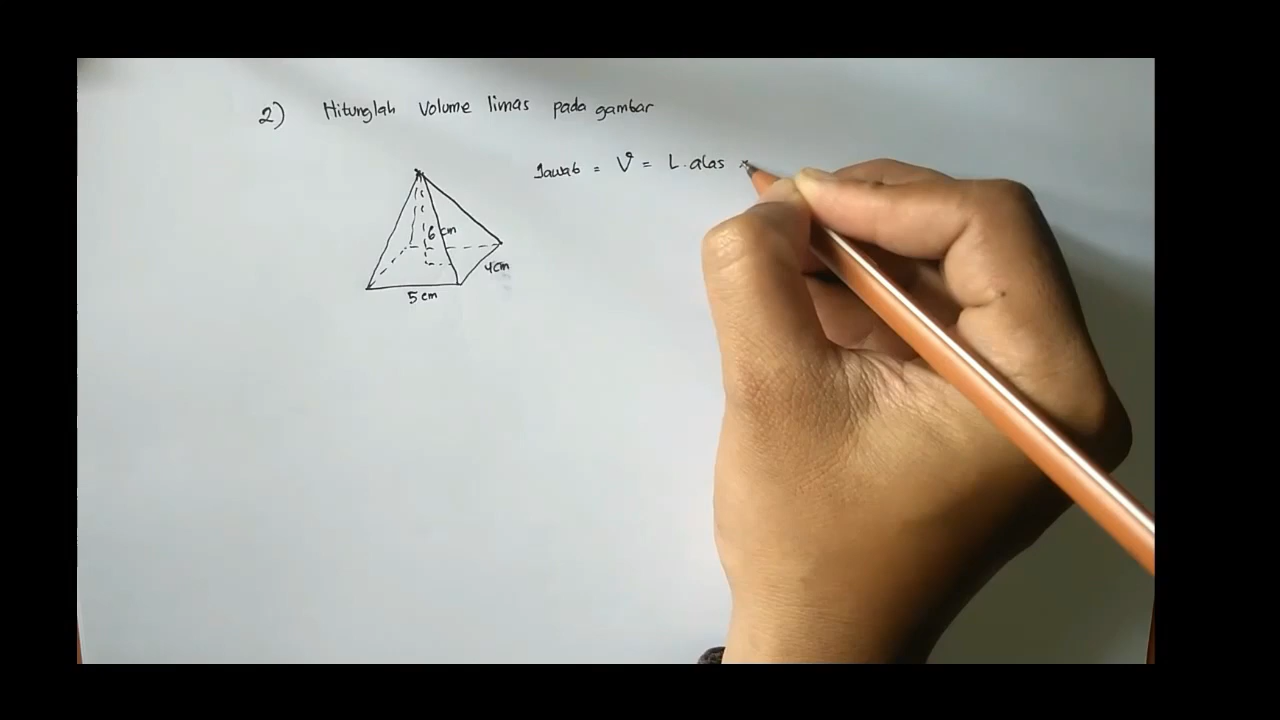 2) Hitunglah Volume limas pada gambar
Jawab = V = L.alas ×
6 cm
4cm
5 cm